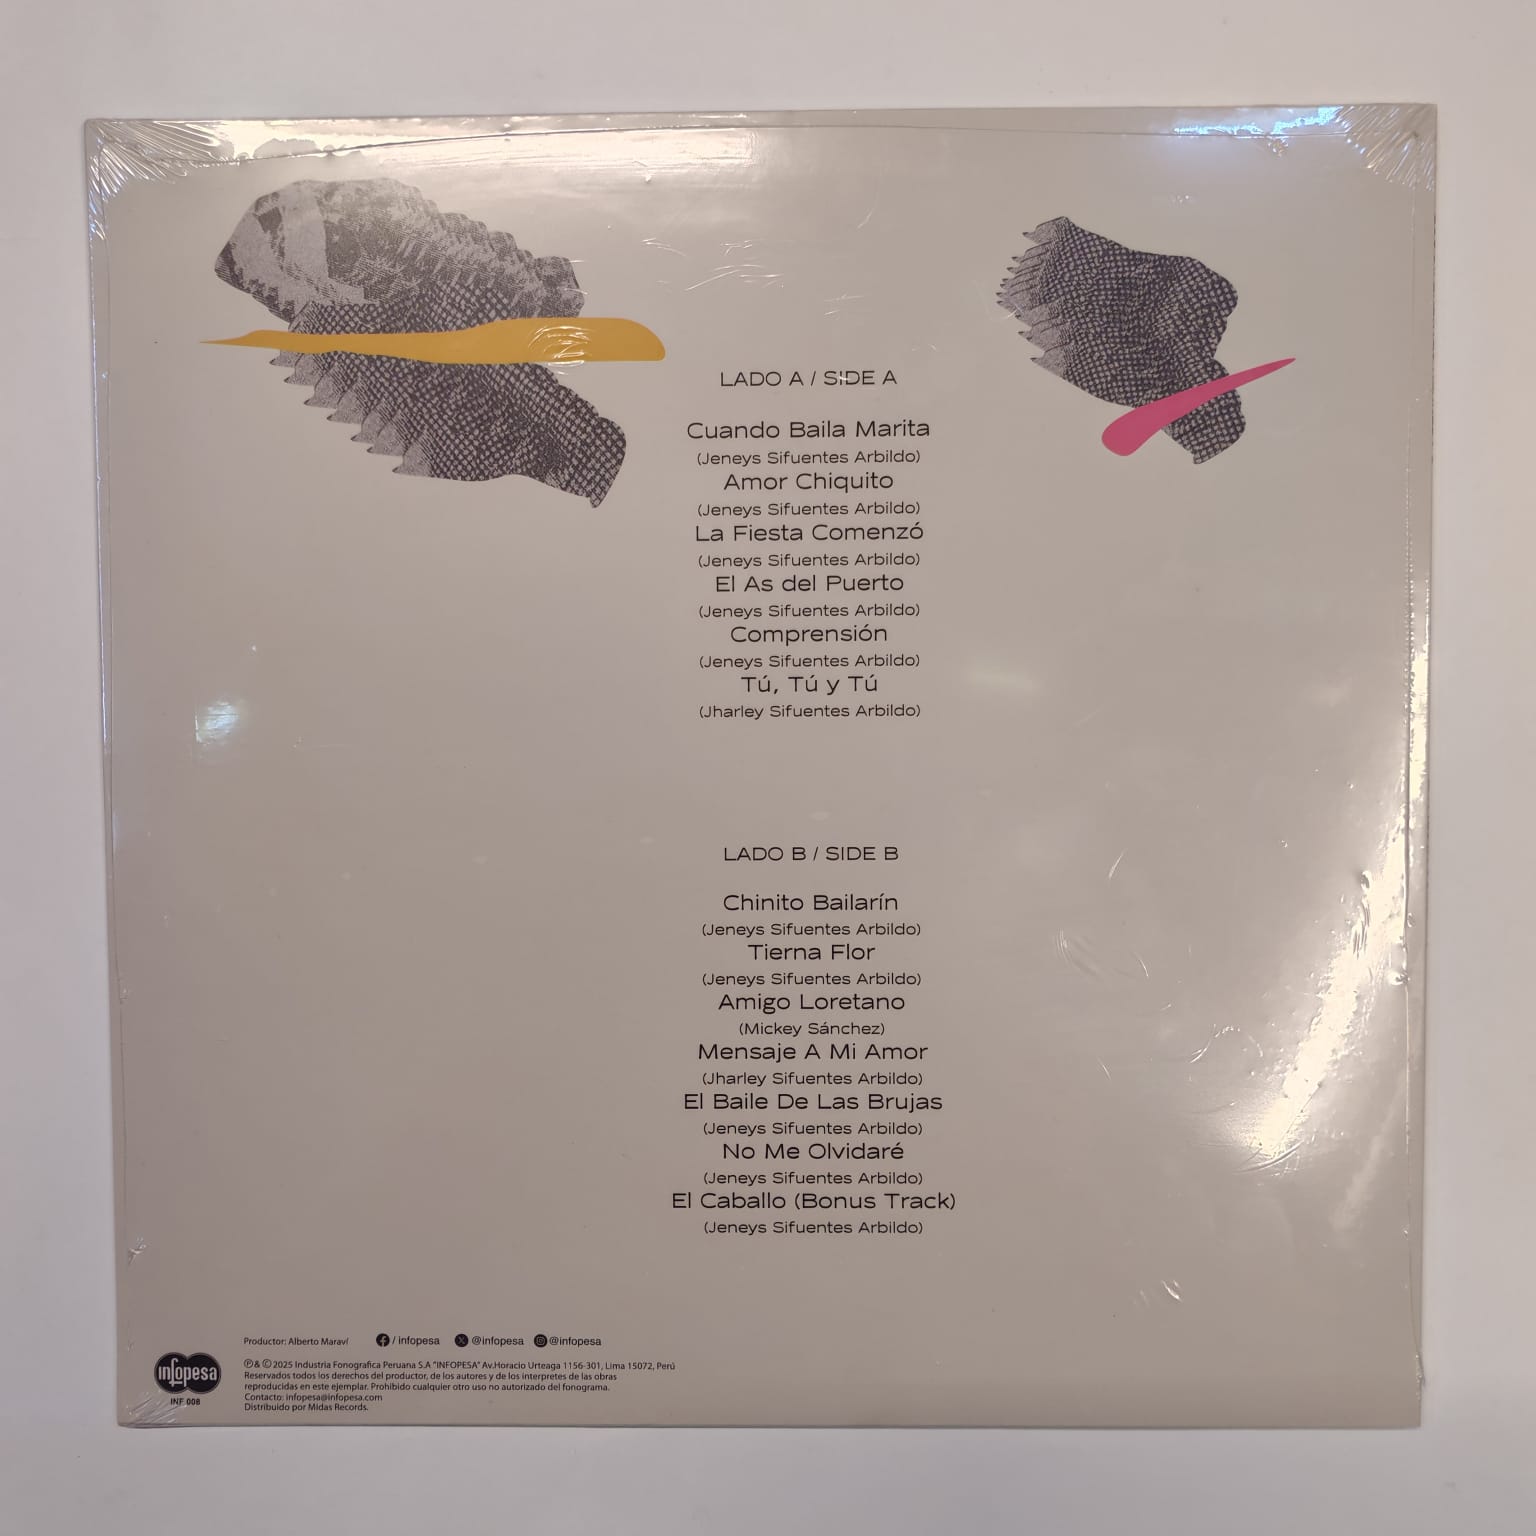 LADO A / SIDE A
Cuando Baila Marita
(Jeneys Sifuentes Arbildo)
Amor Chiquito
(Jeneys Sifuentes Arbildo)
La Fiesta Comenzó
(Jeneys Sifuentes Arbildo)
El As del Puerto
(Jeneys Sifuentes Arbildo)
Comprensión
(Jeneys Sifuentes Arbildo)
Tú, Tú y Tú
(Jharley Sifuentes Arbildo)
LADO B / SIDE B
Chinito Bailarín
(Jeneys Sifuentes Arbildo)
Tierna Flor
(Jeneys Sifuentes Arbildo)
Amigo Loretano
(Mickey Sánchez)
Mensaje A Mi Amor
(Jharley Sifuentes Arbildo)
El Baile De Las Brujas
(Jeneys Sifuentes Arbildo)
No Me Olvidaré
(Jeneys Sifuentes Arbildo)
El Caballo (Bonus Track)
(Jeneys Sifuentes Arbildo)
Productor: Alberto Maraví / infopesa @infopesa @infopesa
infopesa
INF 008
℗ & © 2025 Industria Fonografica Peruana S.A "INFOPESA" Av.Horacio Urteaga 1156-301, Lima 15072, Perú
Reservados todos los derechos del productor, de los autores y de los interpretes de las obras
reproducidas en este ejemplar. Prohibido cualquier otro uso no autorizado del fonograma.
Contacto: infopesa@infopesa.com
Distribuido por Midas Records.